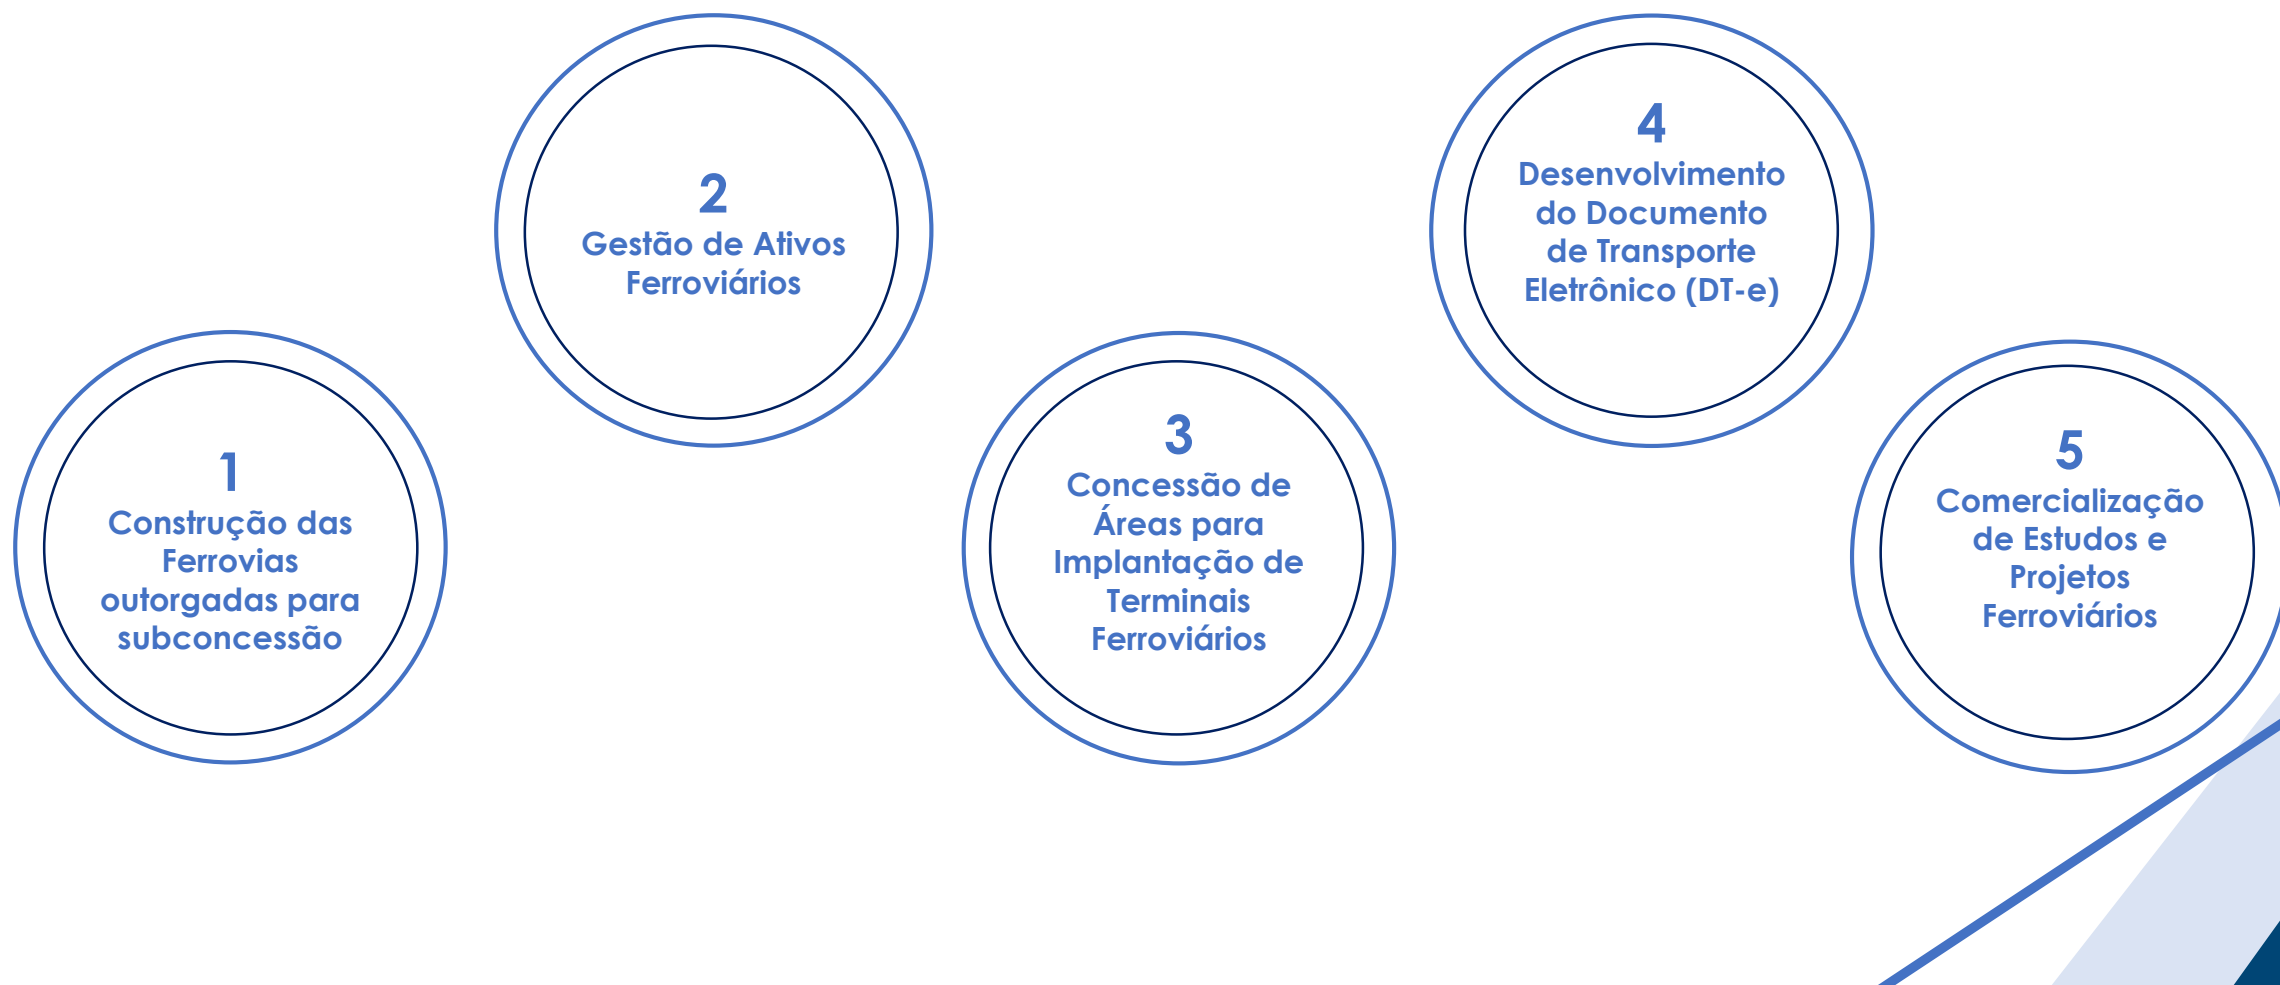 1
Construção das
Ferrovias
outorgadas para
subconcessão
2
Gestão de Ativos
Ferroviários
3
Concessão de
Áreas para
Implantação de
Terminais
Ferroviários
4
Desenvolvimento
do Documento
de Transporte
Eletrônico (DT-e)
5
Comercialização
de Estudos e
Projetos
Ferroviários